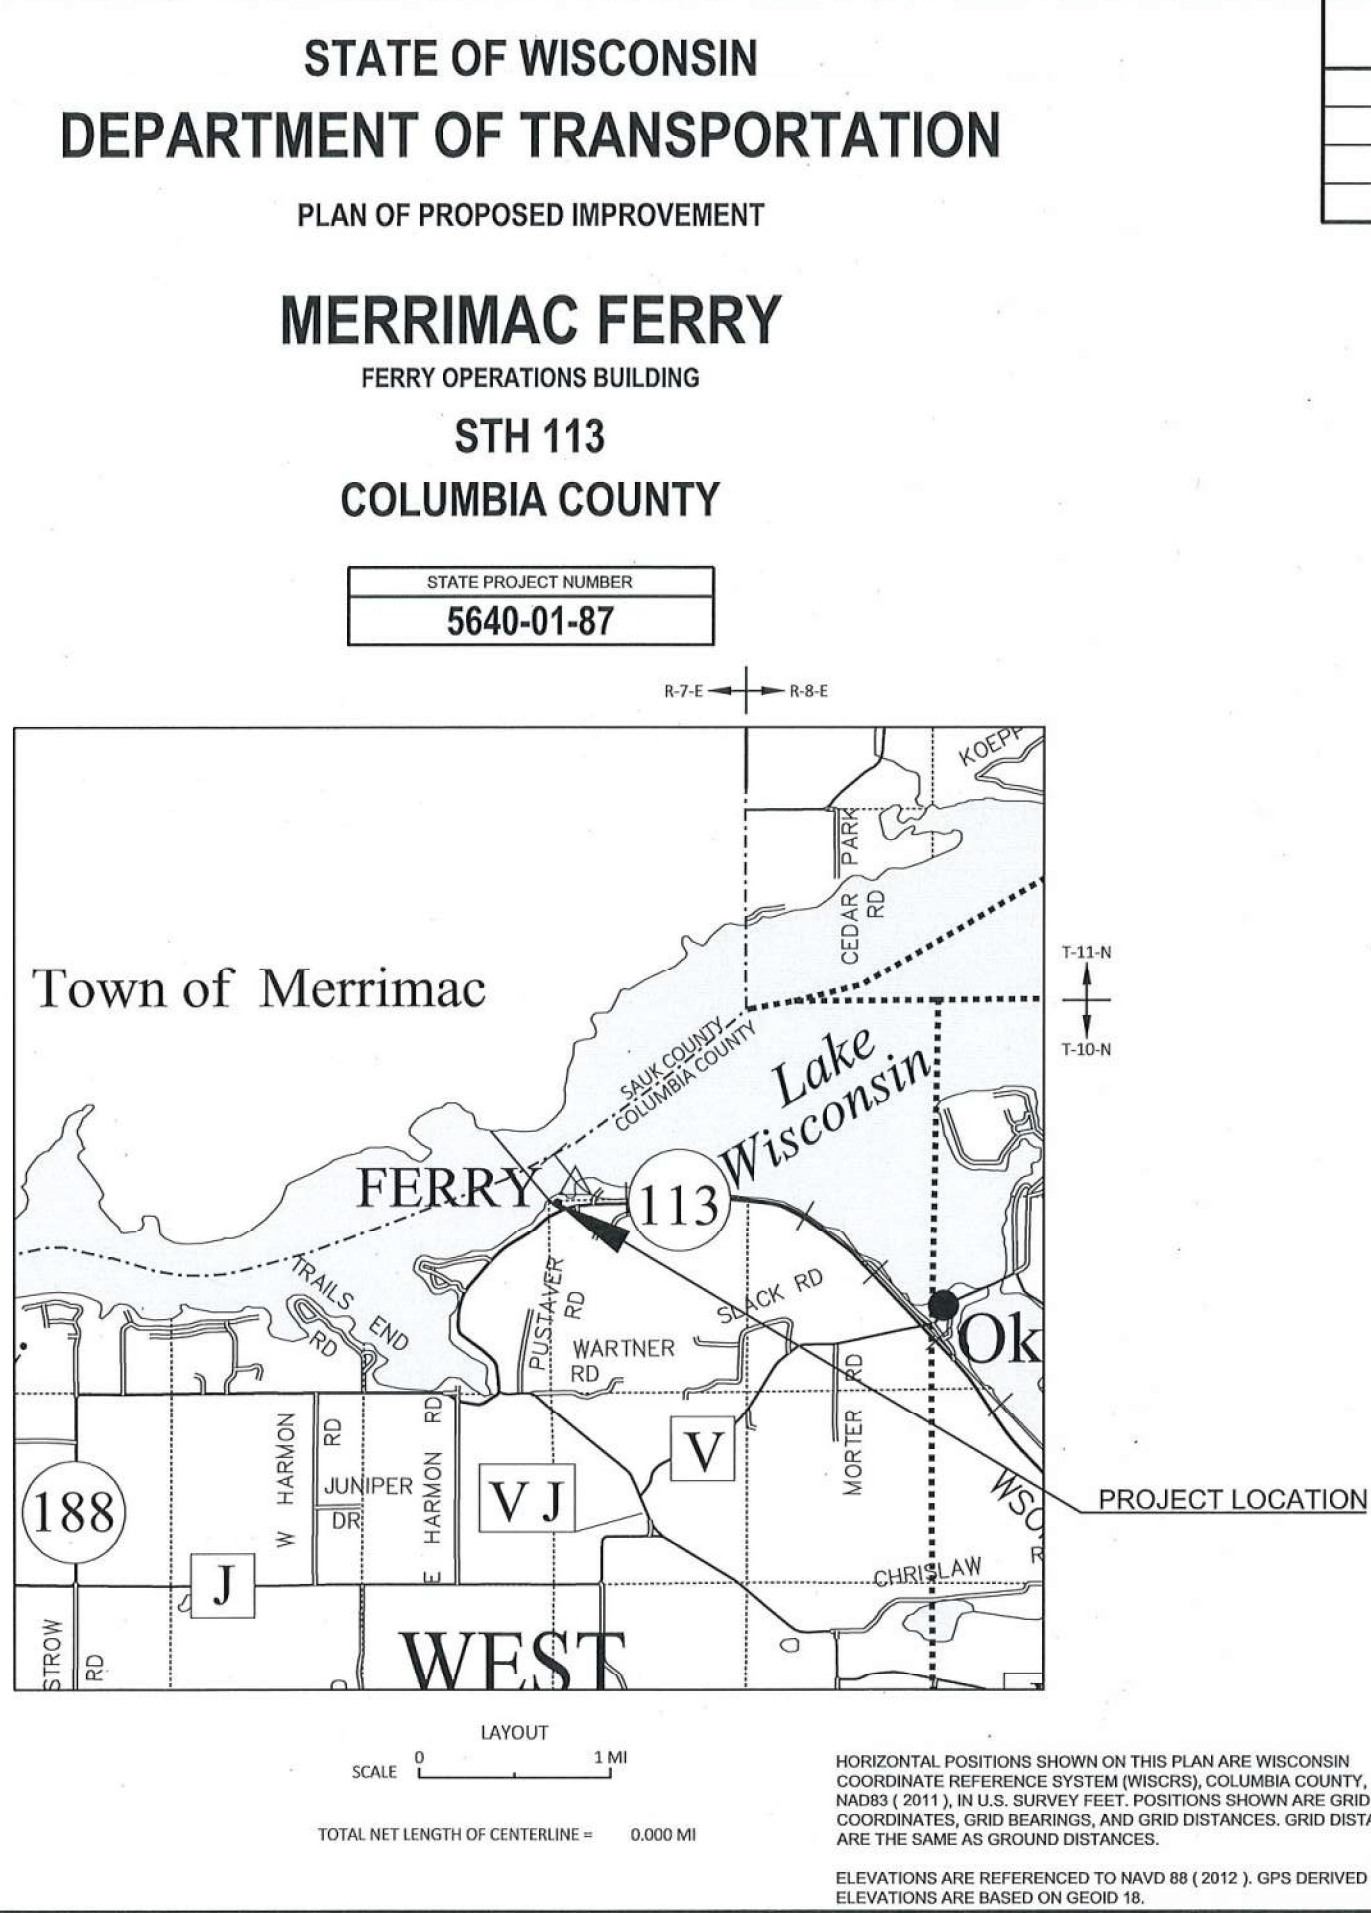 STATE OF WISCONSIN
DEPARTMENT OF TRANSPORTATION
PLAN OF PROPOSED IMPROVEMENT
MERRIMAC FERRY
FERRY OPERATIONS BUILDING
STH 113
COLUMBIA COUNTY
STATE PROJECT NUMBER
5640-01-87
R-7-E R-8-E
KOEPP
CEDAR PARK
RD
T-11-N
T-10-N
Town of Merrimac
SAUK COUNTY
COLUMBIA COUNTY
Lake
Wisconsin
FERRY
113
TRAILS END
RD
PUSTAVER
RD
SLACK RD
WARTNER
RD
Ok
MORTER RD
W HARMON
RD
JUNIPER
DR
E HARMON RD
V
V J
188
J
PROJECT LOCATION
CHRISLAW
R
STROW
RD
WEST
LAYOUT
SCALE 0 1 MI
TOTAL NET LENGTH OF CENTERLINE = 0.000 MI
HORIZONTAL POSITIONS SHOWN ON THIS PLAN ARE WISCONSIN
COORDINATE REFERENCE SYSTEM (WISCRS), COLUMBIA COUNTY,
NAD83 ( 2011 ), IN U.S. SURVEY FEET. POSITIONS SHOWN ARE GRID
COORDINATES, GRID BEARINGS, AND GRID DISTANCES. GRID DISTA
ARE THE SAME AS GROUND DISTANCES.
ELEVATIONS ARE REFERENCED TO NAVD 88 ( 2012 ). GPS DERIVED
ELEVATIONS ARE BASED ON GEOID 18.